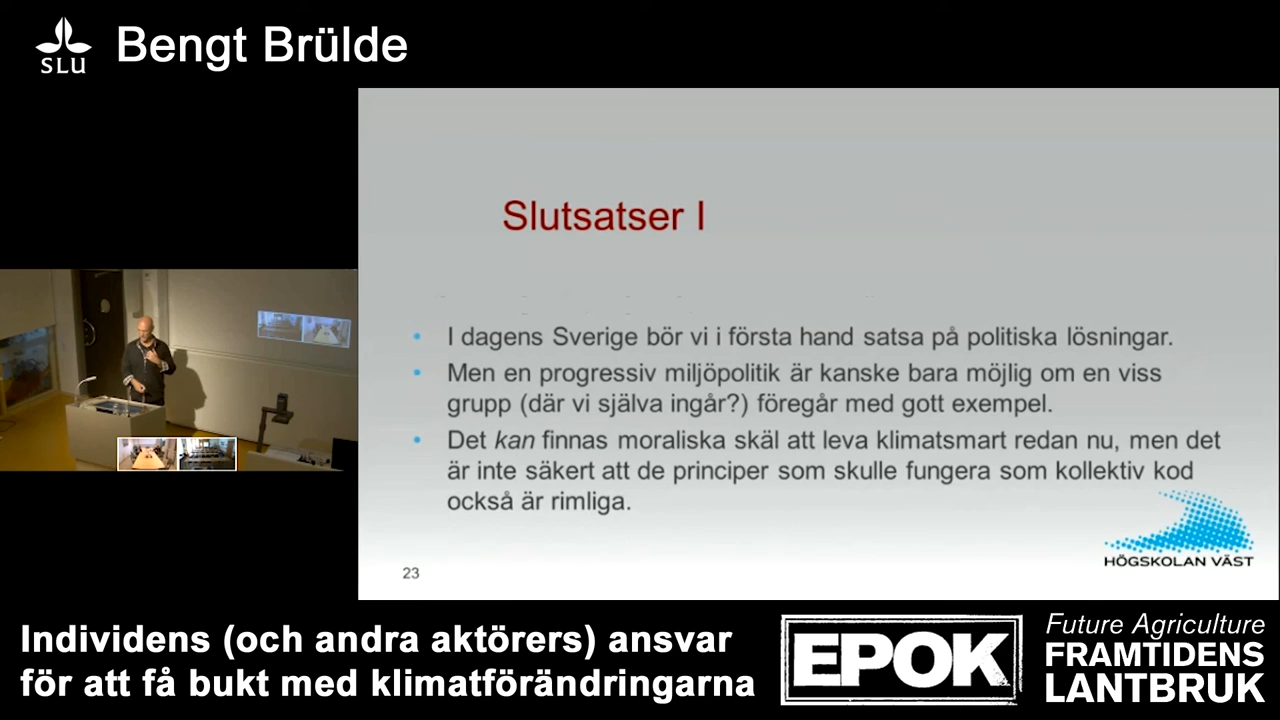 SLU
Bengt Brülde
Slutsatser I
• I dagens Sverige bör vi i första hand satsa på politiska lösningar.
• Men en progressiv miljöpolitik är kanske bara möjlig om en viss
grupp (där vi själva ingår?) föregår med gott exempel.
• Det kan finnas moraliska skäl att leva klimatsmart redan nu, men det
är inte säkert att de principer som skulle fungera som kollektiv kod
också är rimliga.
23
HÖGSKOLAN VÄST
Individens (och andra aktörers) ansvar
för att få bukt med klimatförändringarna
EPOK
Future Agriculture
FRAMTIDENS
LANTBRUK